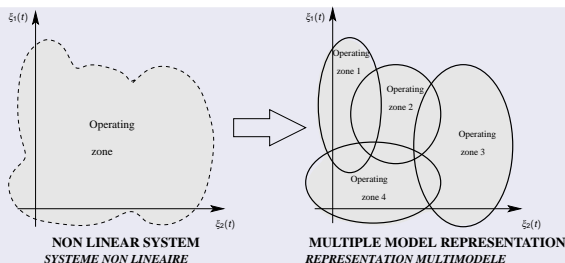 ξ1(t)
Operating
zone
ξ2(t)
NON LINEAR SYSTEM
SYSTEME NON LINEAIRE
ξ1(t)
Operating
zone 1
Operating
zone 2
Operating
zone 3
Operating
zone 4
ξ2(t)
MULTIPLE MODEL REPRESENTATION
REPRESENTATION MULTIMODELE